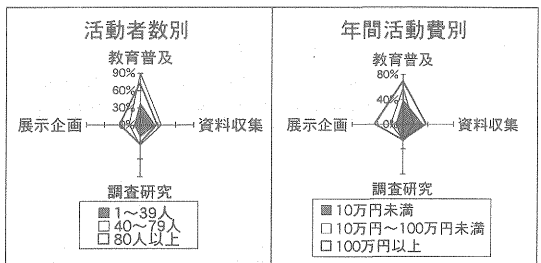 活動者数別
教育普及
90%
60%
30%
0%
展示企画
資料収集
調査研究
1～39人
40～79人
80人以上
年間活動費別
教育普及
80%
40%
0%
展示企画
資料収集
調査研究
10万円未満
10万円～100万円未満
100万円以上